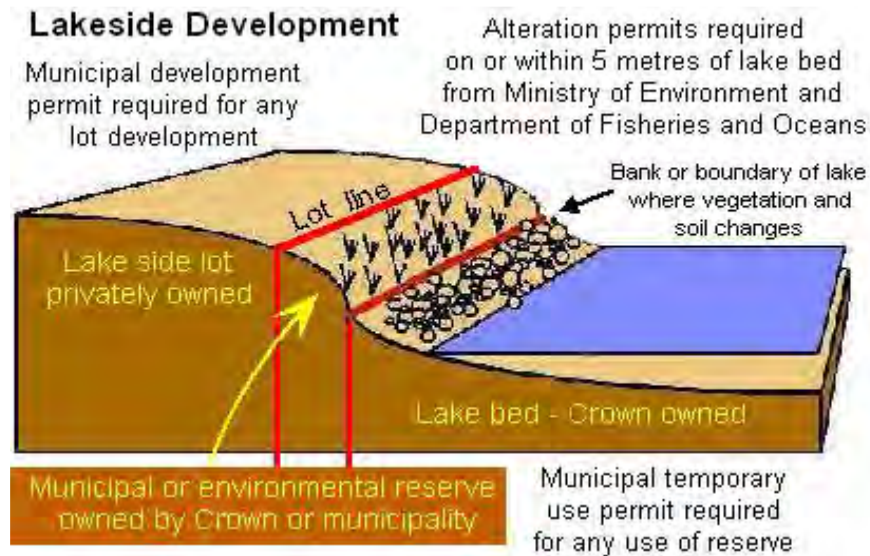 Lakeside Development
Municipal development
permit required for any
lot development
Alteration permits required
on or within 5 metres of lake bed
from Ministry of Environment and
Department of Fisheries and Oceans
Bank or boundary of lake
where vegetation and
soil changes
Lot line
Lake side lot
privately owned
Lake bed - Crown owned
Municipal or environmental reserve
owned by Crown or municipality
Municipal temporary
use permit required
for any use of reserve